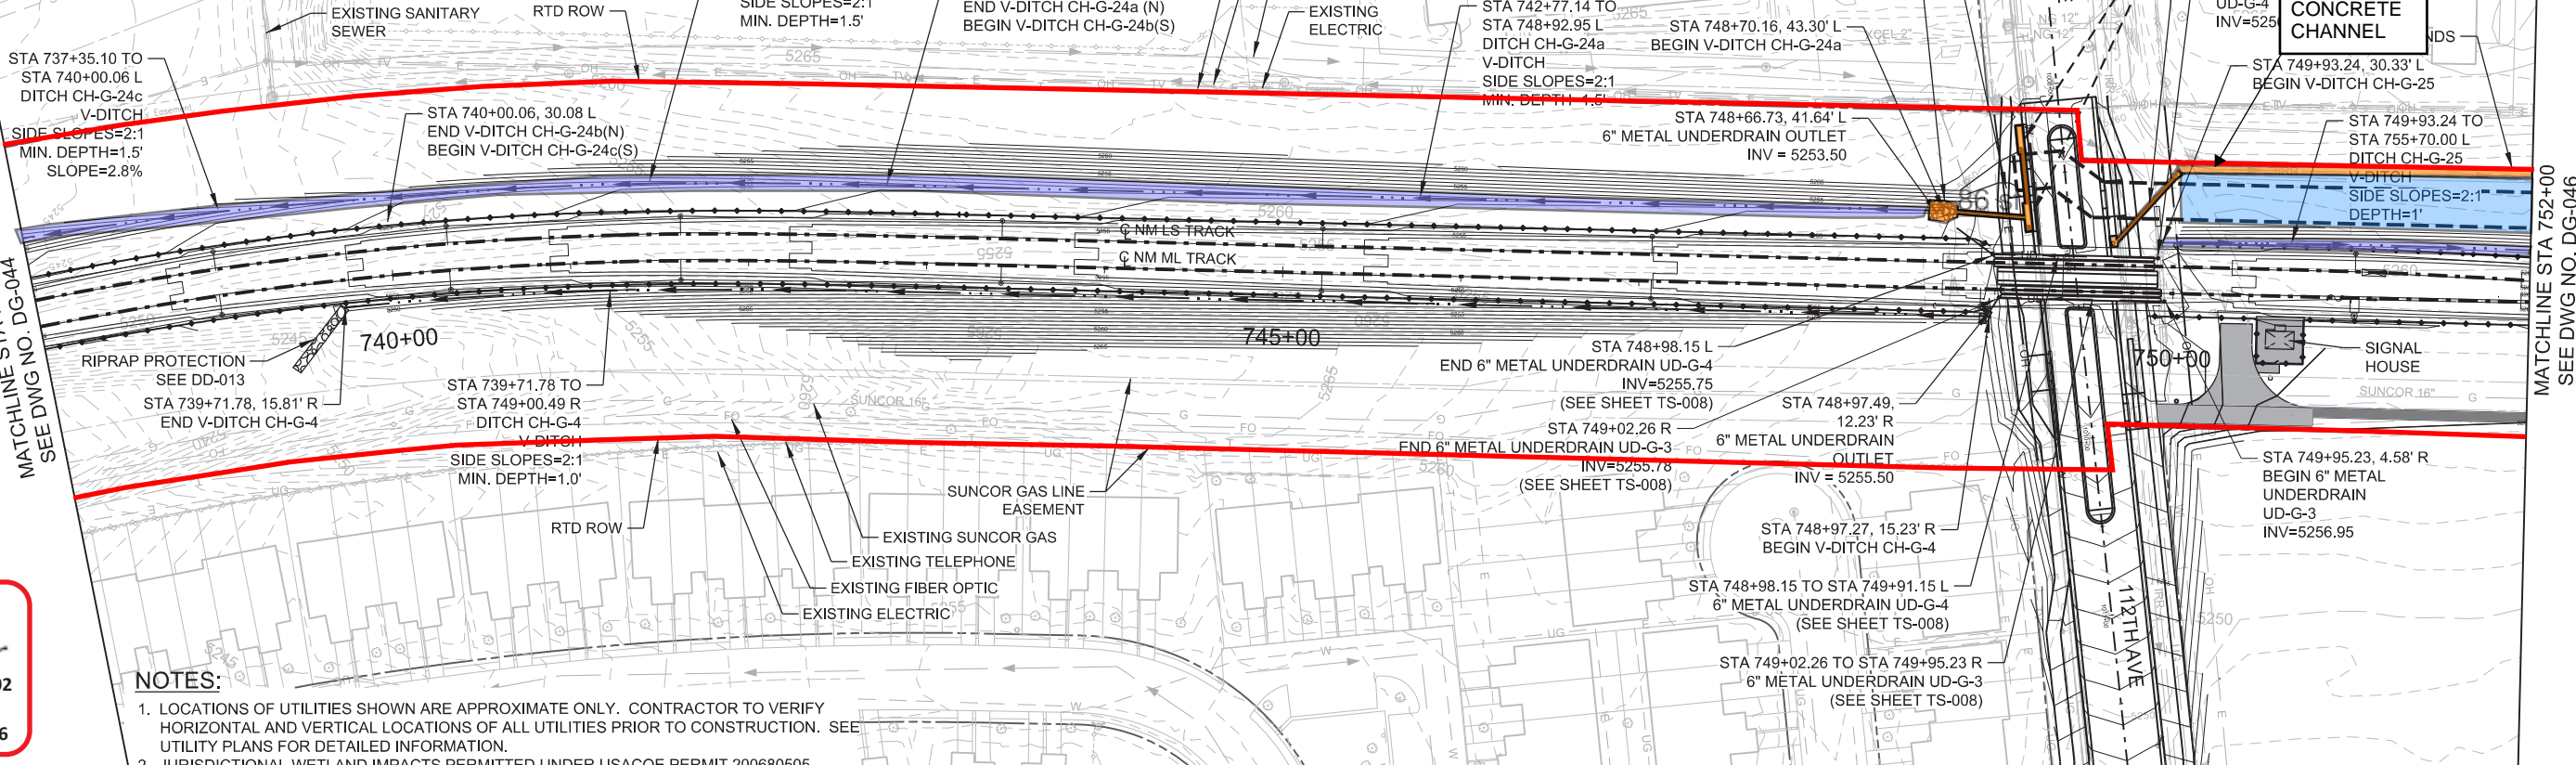 EXISTING SANITARY
SEWER
RTD ROW
SIDE SLOPES=2:1
MIN. DEPTH=1.5'
END V-DITCH CH-G-24a (N)
BEGIN V-DITCH CH-G-24b(S)
EXISTING
ELECTRIC
STA 742+77.14 TO
STA 748+92.95 L
DITCH CH-G-24a
V-DITCH
SIDE SLOPES=2:1
MIN. DEPTH=1.5'
STA 748+70.16, 43.30' L
BEGIN V-DITCH CH-G-24a
UD-G-4
CONCRETE
CHANNEL
STA 737+35.10 TO
STA 740+00.06 L
DITCH CH-G-24c
V-DITCH
SIDE SLOPES=2:1
MIN. DEPTH=1.5'
SLOPE=2.8%
STA 740+00.06, 30.08 L
END V-DITCH CH-G-24b(N)
BEGIN V-DITCH CH-G-24c(S)
STA 748+66.73, 41.64' L
6" METAL UNDERDRAIN OUTLET
INV = 5253.50
STA 749+93.24, 30.33' L
BEGIN V-DITCH CH-G-25
STA 749+93.24 TO
STA 755+70.00 L
DITCH CH-G-25
V-DITCH
SIDE SLOPES=2:1
DEPTH=1'
MATCHLINE STA 752+00
SEE DWG NO. DG-046
NM LS TRACK
NM ML TRACK
5265
5260
5255
MATCHLINE STA
SEE DWG NO. DG-044
740+00
745+00
750+00
RIPRAP PROTECTION
SEE DD-013
STA 739+71.78, 15.81' R
END V-DITCH CH-G-4
STA 739+71.78 TO
STA 749+00.49 R
DITCH CH-G-4
V-DITCH
SIDE SLOPES=2:1
MIN. DEPTH=1.0'
SUNCOR 16"
STA 748+98.15 L
END 6" METAL UNDERDRAIN UD-G-4
INV=5255.75
(SEE SHEET TS-008)
STA 749+02.26 R
END 6" METAL UNDERDRAIN UD-G-3
INV=5255.78
(SEE SHEET TS-008)
STA 748+97.49,
12.23' R
6" METAL UNDERDRAIN
OUTLET
INV = 5255.50
SIGNAL
HOUSE
SUNCOR 16"
STA 749+95.23, 4.58' R
BEGIN 6" METAL
UNDERDRAIN
UD-G-3
INV=5256.95
RTD ROW
SUNCOR GAS LINE
EASEMENT
EXISTING SUNCOR GAS
EXISTING TELEPHONE
EXISTING FIBER OPTIC
EXISTING ELECTRIC
STA 748+97.27, 15.23' R
BEGIN V-DITCH CH-G-4
STA 748+98.15 TO STA 749+91.15 L
6" METAL UNDERDRAIN UD-G-4
(SEE SHEET TS-008)
STA 749+02.26 TO STA 749+95.23 R
6" METAL UNDERDRAIN UD-G-3
(SEE SHEET TS-008)
112TH AVE
NOTES:
1. LOCATIONS OF UTILITIES SHOWN ARE APPROXIMATE ONLY. CONTRACTOR TO VERIFY
HORIZONTAL AND VERTICAL LOCATIONS OF ALL UTILITIES PRIOR TO CONSTRUCTION. SEE
UTILITY PLANS FOR DETAILED INFORMATION.
2. JURISDICTIONAL WETLAND IMPACTS PERMITTED UNDER USACOE PERMIT 200680505